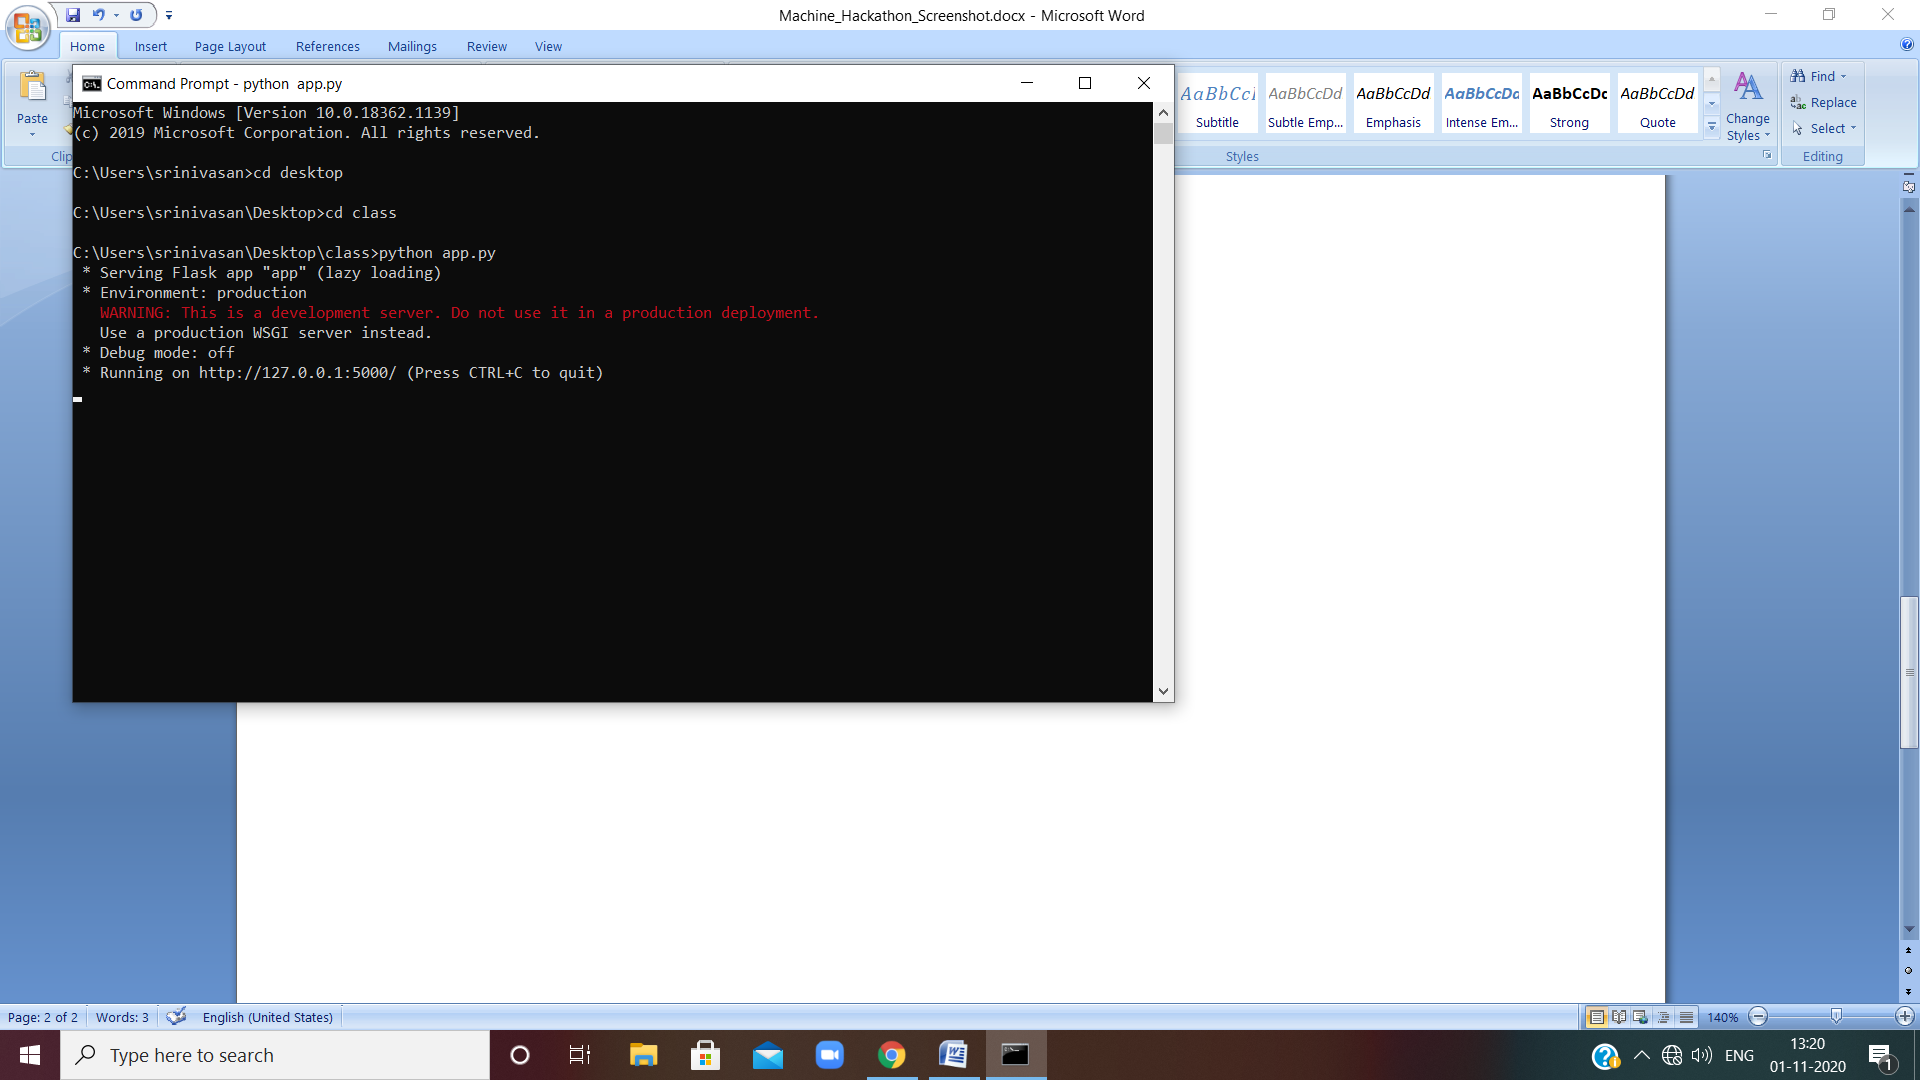 Machine_Hackathon_Screenshot.docx - Microsoft Word
Home Insert Page Layout References Mailings Review View
Paste
Clip
AaBbCcI AaBbCcDd AaBbCcDd AaBbCcDd AaBbCcDc AaBbCcDd
Subtitle Subtle Emp... Emphasis Intense Em... Strong Quote
Change
Styles
Styles
Find
Replace
Select
Editing
Command Prompt - python  app.py
Microsoft Windows [Version 10.0.18362.1139]
(c) 2019 Microsoft Corporation. All rights reserved.
C:\Users\srinivasan>cd desktop
C:\Users\srinivasan\Desktop>cd class
C:\Users\srinivasan\Desktop\class>python app.py
 * Serving Flask app "app" (lazy loading)
 * Environment: production
   WARNING: This is a development server. Do not use it in a production deployment.
   Use a production WSGI server instead.
 * Debug mode: off
 * Running on http://127.0.0.1:5000/ (Press CTRL+C to quit)
Page: 2 of 2 Words: 3 English (United States) 140%
Type here to search
ENG
13:20
01-11-2020
1